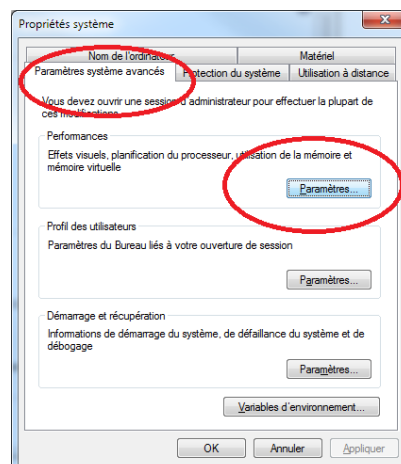 Propriétés système
Nom de l'ordinateur
Matériel
Paramètres système avancés
Protection du système
Utilisation à distance
Vous devez ouvrir une session d'administrateur pour effectuer la plupart de
ces modifications.
Performances
Effets visuels, planification du processeur, utilisation de la mémoire et
mémoire virtuelle
Paramètres...
Profil des utilisateurs
Paramètres du Bureau liés à votre ouverture de session
Paramètres...
Démarrage et récupération
Informations de démarrage du système, de défaillance du système et de
débogage
Paramètres...
Variables d'environnement...
OK
Annuler
Appliquer